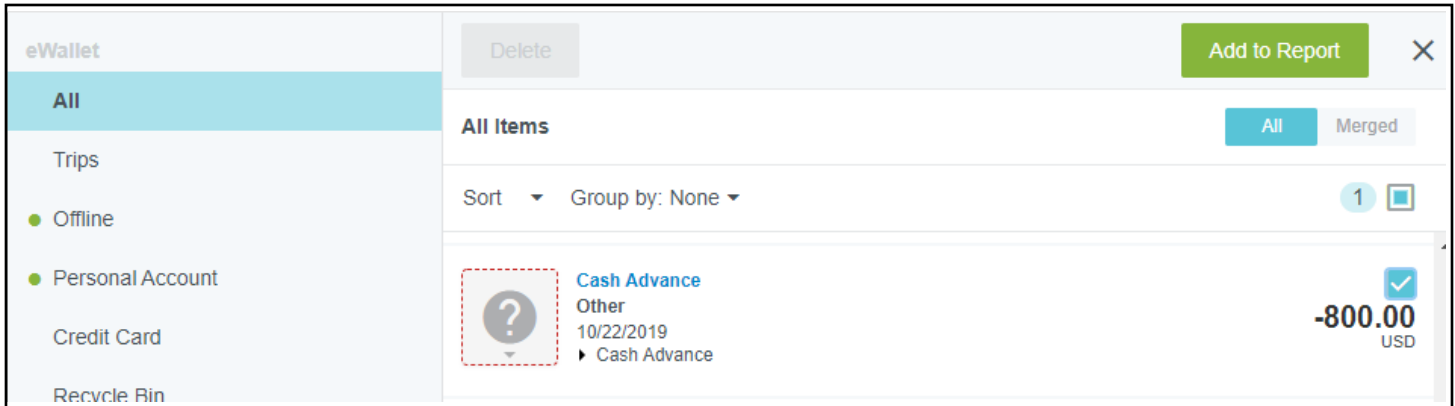 eWallet
Delete
Add to Report
All
All Items
All Merged
Trips
Sort Group by: None 1
Offline
Personal Account
Cash Advance
Other
10/22/2019
Cash Advance
-800.00
USD
Credit Card
Recycle Bin